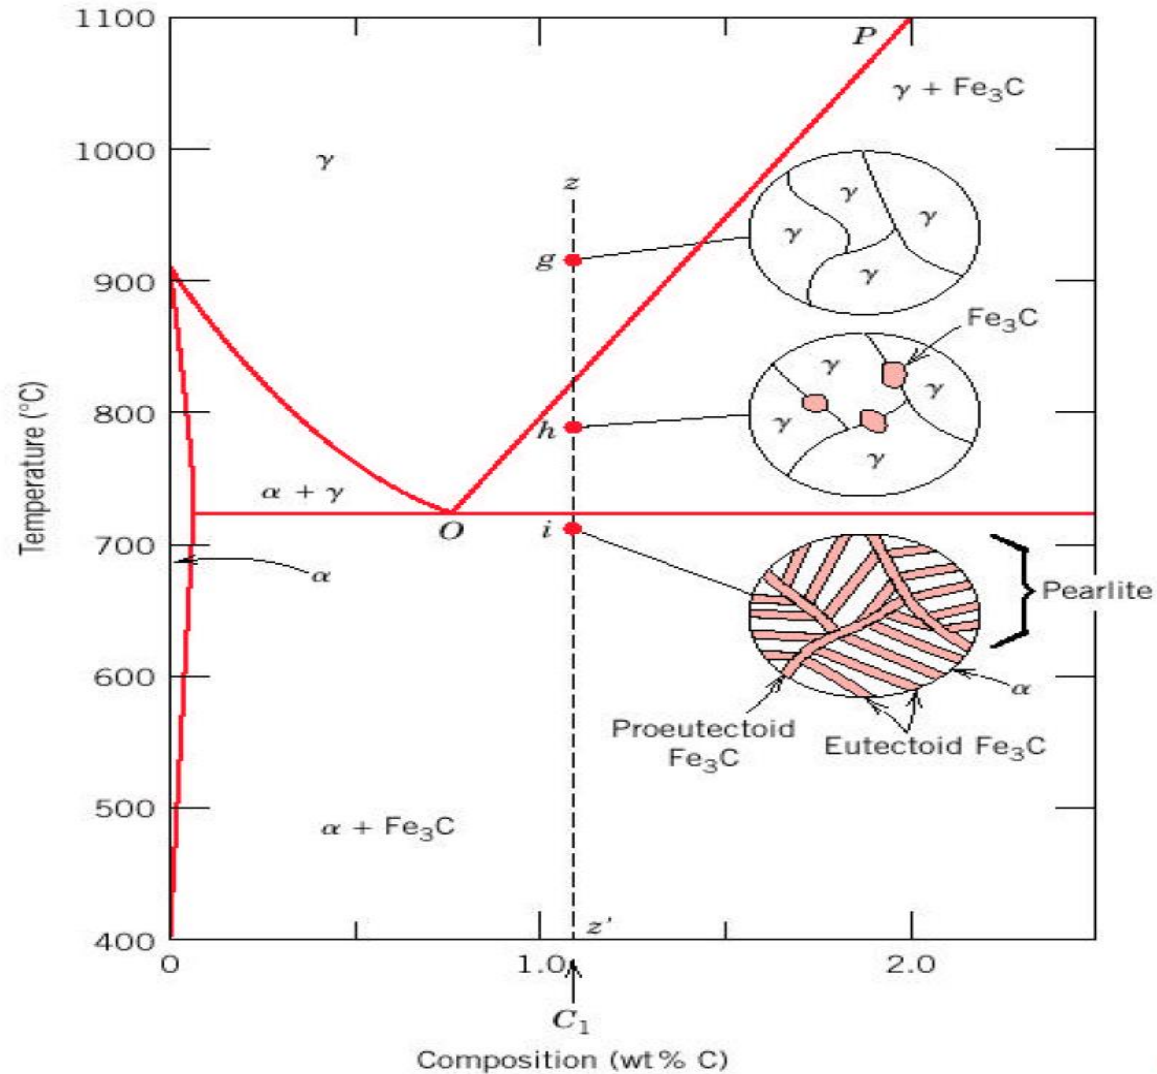 1100
P
γ + Fe₃C
1000
γ
z
γ
γ
γ
g
γ
900
Fe₃C
γ
γ
800
h
γ
γ
α + γ
O
i
700
α
Pearlite
600
α
Proeutectoid
Fe₃C
Eutectoid Fe₃C
500
α + Fe₃C
z'
400
0
1.0
2.0
C₁
Temperature (°C)
Composition (wt% C)